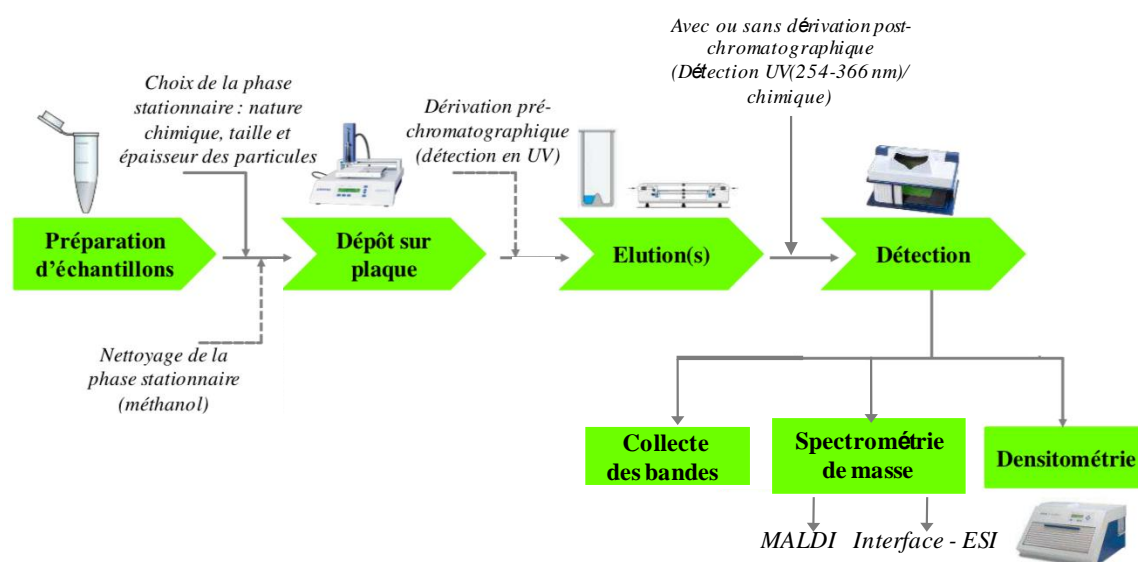 Avec ou sans dérivation post-
chromatographique
(Détection UV(254-366 nm)/
chimique)
Choix de la phase
stationnaire : nature
chimique, taille et
épaisseur des particules
Dérivation pré-
chromatographique
(détection en UV)
Préparation
d'échantillons
Dépôt sur
plaque
Elution(s)
Détection
Nettoyage de la
phase stationnaire
(méthanol)
Collecte
des bandes
Spectrométrie
de masse
Densitométrie
MALDI
Interface - ESI